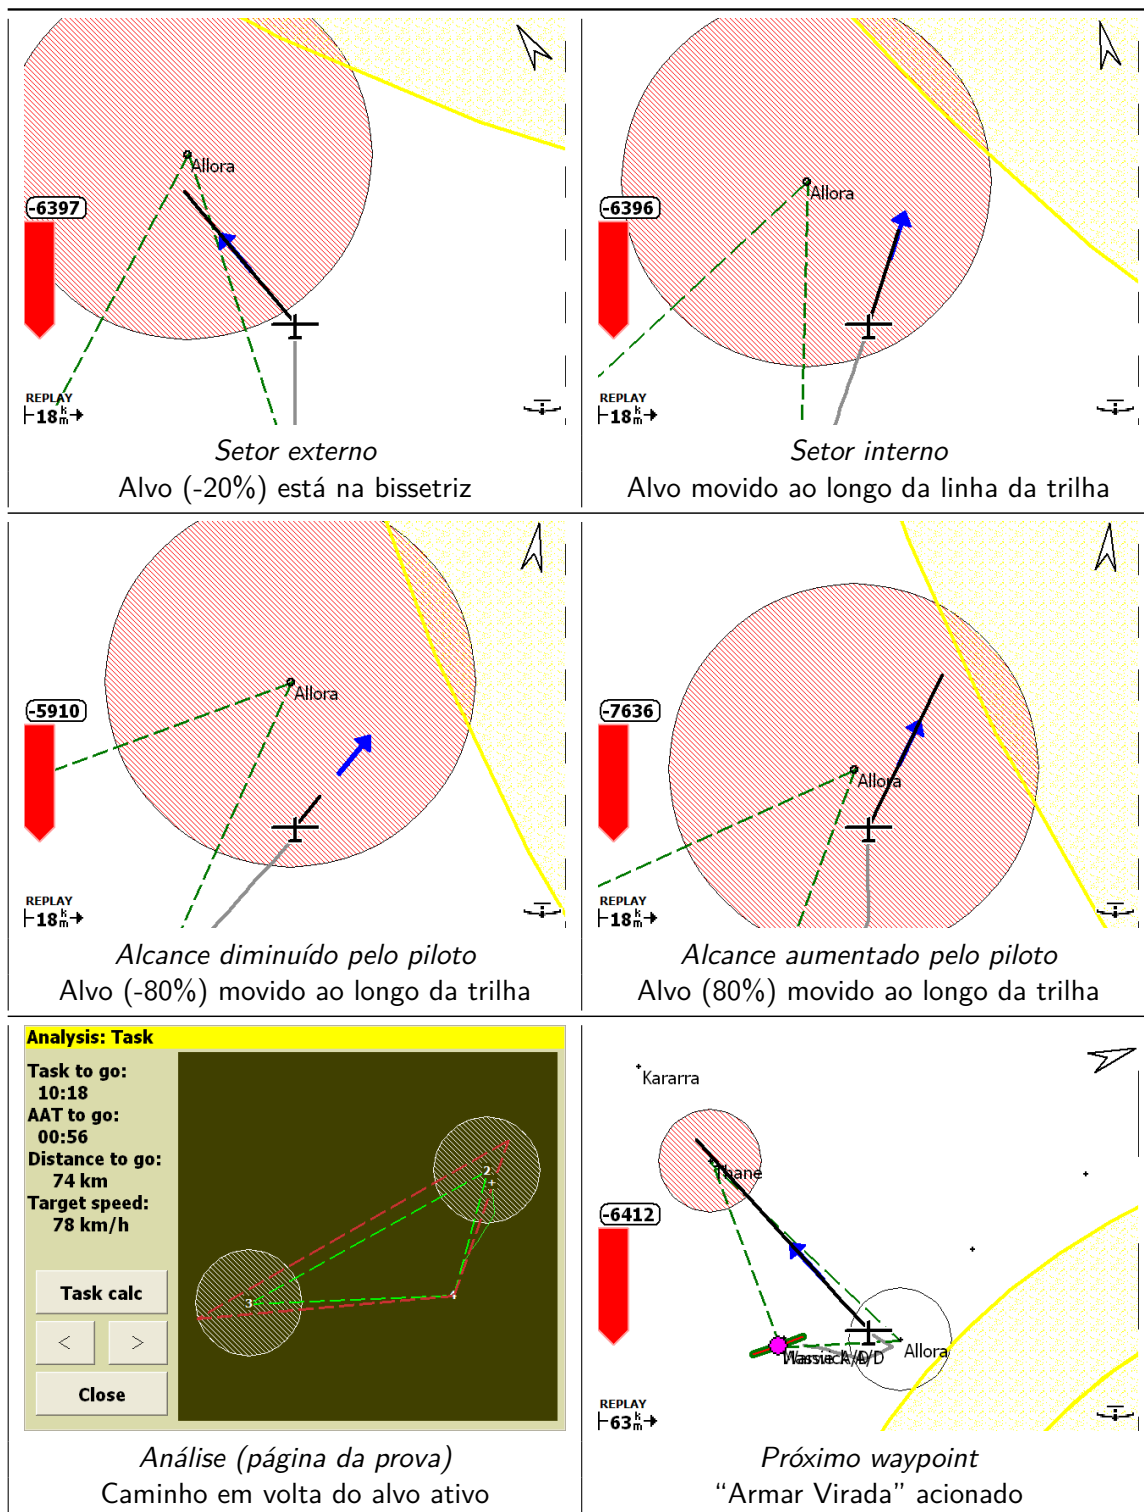 Allora
-6397
REPLAY
18 k m
Setor externo
Alvo (-20%) está na bissetriz
Allora
-6396
REPLAY
18 k m
Setor interno
Alvo movido ao longo da linha da trilha
Allora
-5910
REPLAY
18 k m
Alcance diminuído pelo piloto
Alvo (-80%) movido ao longo da trilha
Allora
-7636
REPLAY
18 k m
Alcance aumentado pelo piloto
Alvo (80%) movido ao longo da trilha
Analysis: Task
Task to go:
10:18
AAT to go:
00:56
Distance to go:
74 km
Target speed:
78 km/h
Task calc
< >
Close
2
3
4
Análise (página da prova)
Caminho em volta do alvo ativo
Kararra
Thane
-6412
Allora
REPLAY
63 k m
Próximo waypoint
“Armar Virada” acionado